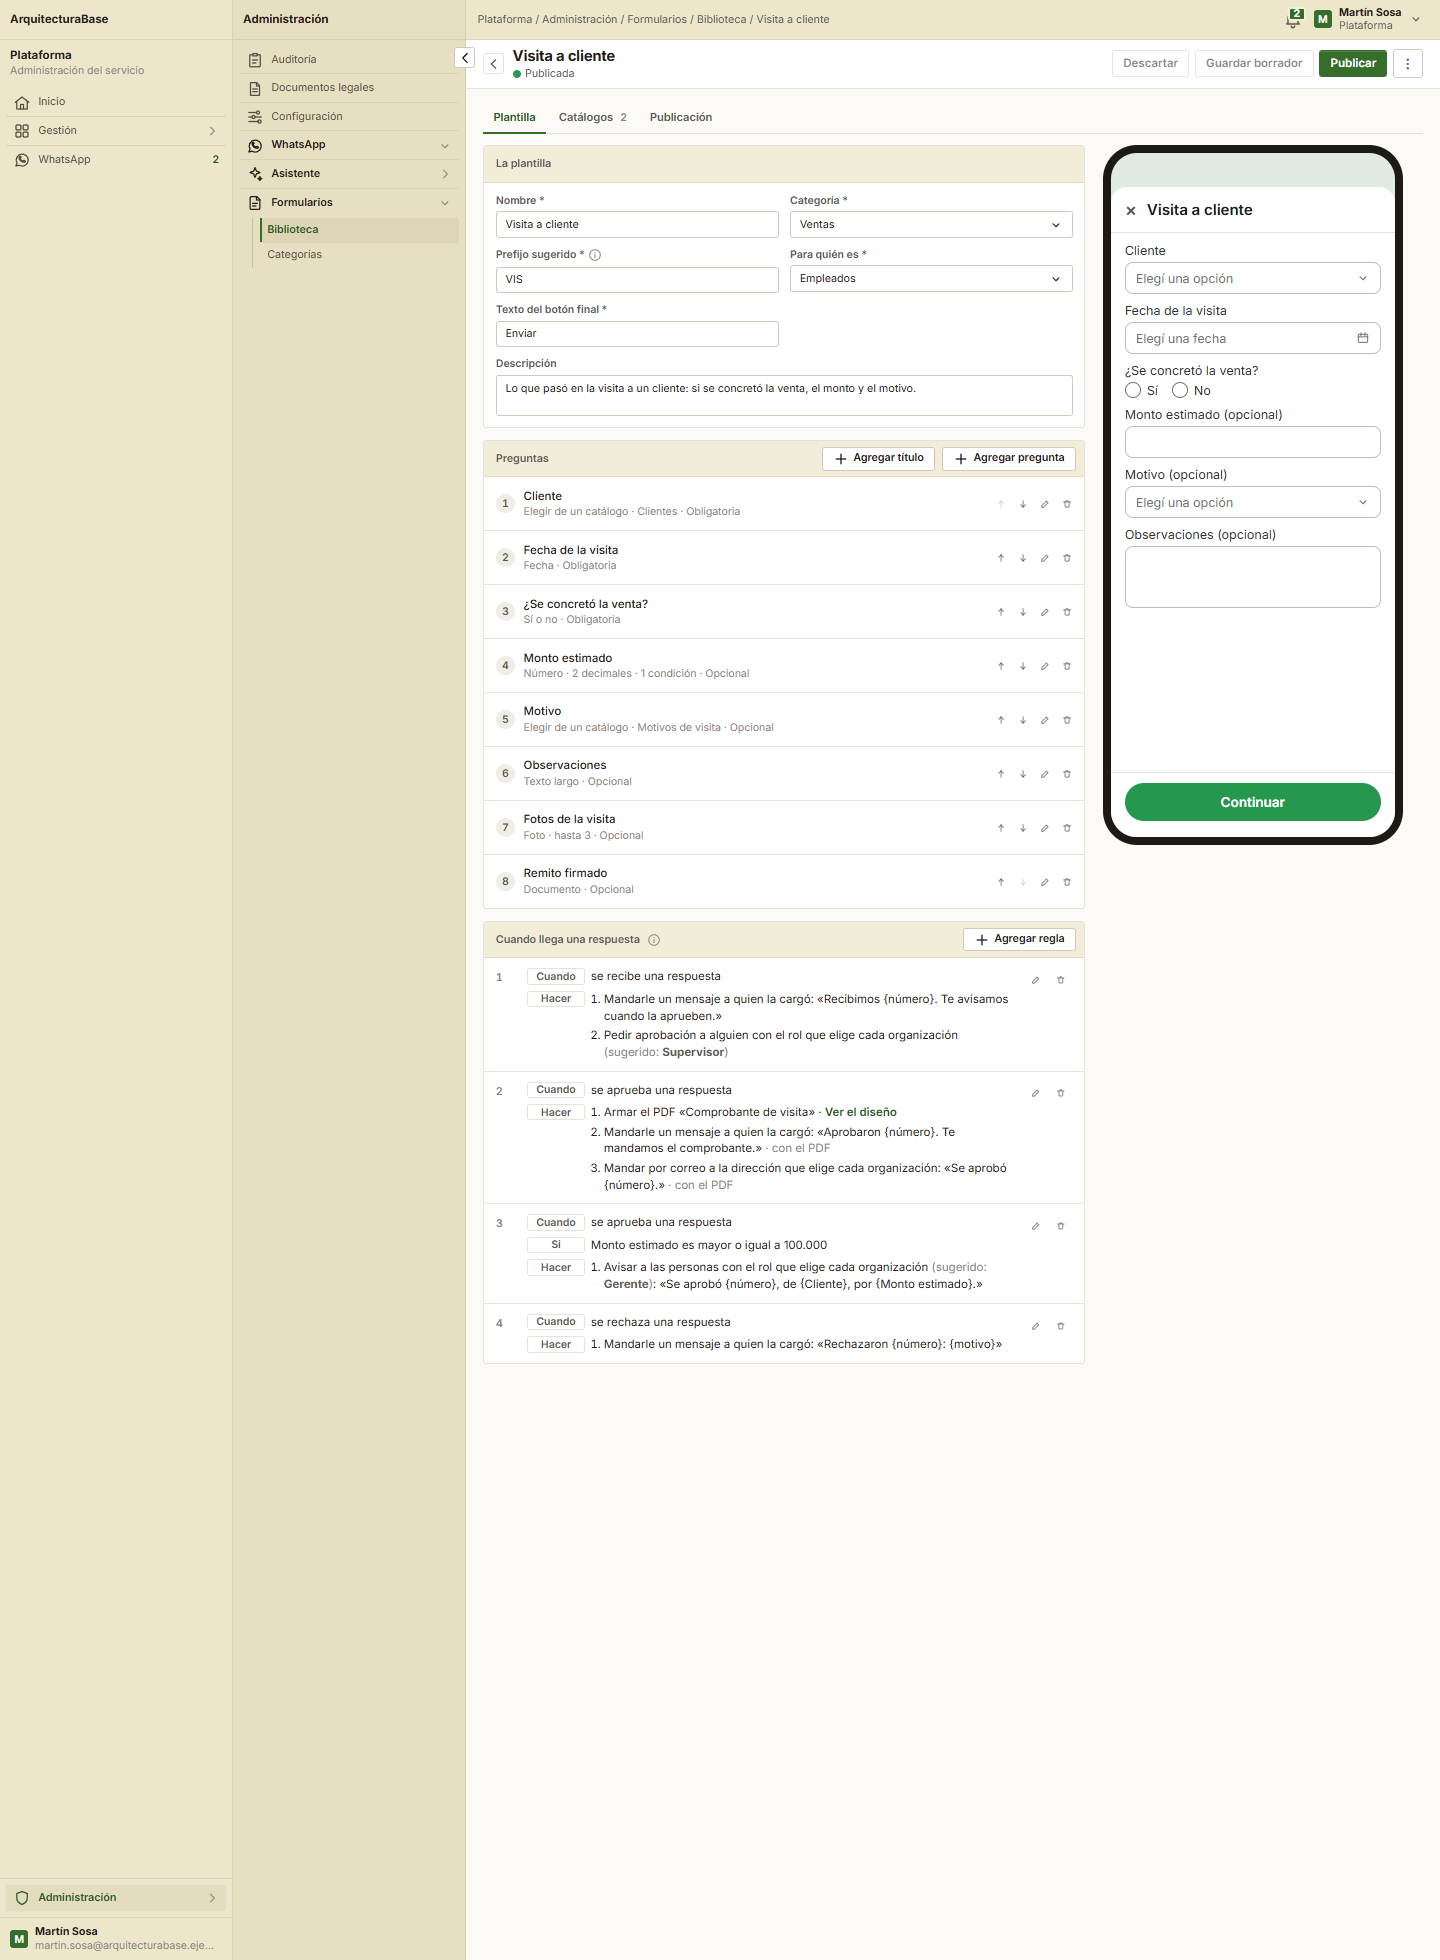 ArquitecturaBase
Plataforma
Administración del servicio
Inicio
Gestión
WhatsApp 2
Administración
Martín Sosa
martin.sosa@arquitecturabase.eje...
M
Administración
Auditoría
Documentos legales
Configuración
WhatsApp
Asistente
Formularios
Biblioteca
Categorías
Plataforma / Administración / Formularios / Biblioteca / Visita a cliente
2
M
Martín Sosa
Plataforma
Visita a cliente
Publicada
Descartar
Guardar borrador
Publicar
Plantilla
Catálogos 2
Publicación
La plantilla
Nombre *
Visita a cliente
Categoría *
Ventas
Prefijo sugerido *
VIS
Para quién es *
Empleados
Texto del botón final *
Enviar
Descripción
Lo que pasó en la visita a un cliente: si se concretó la venta, el monto y el motivo.
Preguntas
Agregar título
Agregar pregunta
1 Cliente
Elegir de un catálogo · Clientes · Obligatoria
2 Fecha de la visita
Fecha · Obligatoria
3 ¿Se concretó la venta?
Sí o no · Obligatoria
4 Monto estimado
Número · 2 decimales · 1 condición · Opcional
5 Motivo
Elegir de un catálogo · Motivos de visita · Opcional
6 Observaciones
Texto largo · Opcional
7 Fotos de la visita
Foto · hasta 3 · Opcional
8 Remito firmado
Documento · Opcional
Cuando llega una respuesta
Agregar regla
1 Cuando se recibe una respuesta
Hacer 1. Mandarle un mensaje a quien la cargó: «Recibimos {número}. Te avisamos
cuando la aprueben.»
2. Pedir aprobación a alguien con el rol que elige cada organización
(sugerido: Supervisor)
2 Cuando se aprueba una respuesta
Hacer 1. Armar el PDF «Comprobante de visita» · Ver el diseño
2. Mandarle un mensaje a quien la cargó: «Aprobaron {número}. Te
mandamos el comprobante.» · con el PDF
3. Mandar por correo a la dirección que elige cada organización: «Se aprobó
{número}.» · con el PDF
3 Cuando se aprueba una respuesta
Si Monto estimado es mayor o igual a 100.000
Hacer 1. Avisar a las personas con el rol que elige cada organización (sugerido:
Gerente): «Se aprobó {número}, de {Cliente}, por {Monto estimado}.»
4 Cuando se rechaza una respuesta
Hacer 1. Mandarle un mensaje a quien la cargó: «Rechazaron {número}: {motivo}»
Visita a cliente
Cliente
Elegí una opción
Fecha de la visita
Elegí una fecha
¿Se concretó la venta?
Sí No
Monto estimado (opcional)
Motivo (opcional)
Elegí una opción
Observaciones (opcional)
Continuar